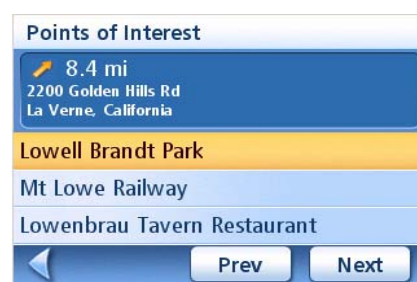 Points of Interest
8.4 mi
2200 Golden Hills Rd
La Verne, California
Lowell Brandt Park
Mt Lowe Railway
Lowenbrau Tavern Restaurant
Prev
Next